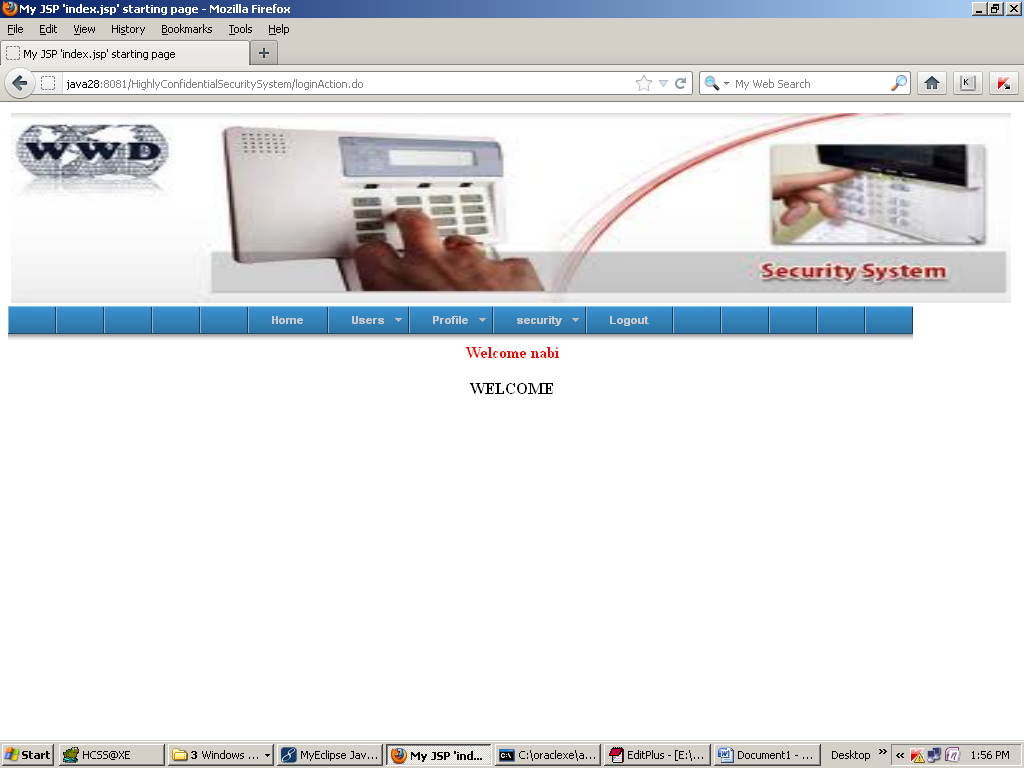 My JSP 'index.jsp' starting page - Mozilla Firefox
File Edit View History Bookmarks Tools Help
My JSP 'index.jsp' starting page
java28:8081/HighlyConfidentialSecuritySystem/loginAction.do
My Web Search
K
WWD
Security System
Home Users Profile security Logout
Welcome nabi
WELCOME
Start HCSS@XE 3 Windows ... MyEclipse Jav... My JSP 'ind... C:\oraclexe\a... EditPlus - [E:\... Document1 - ... Desktop » « 1:56 PM